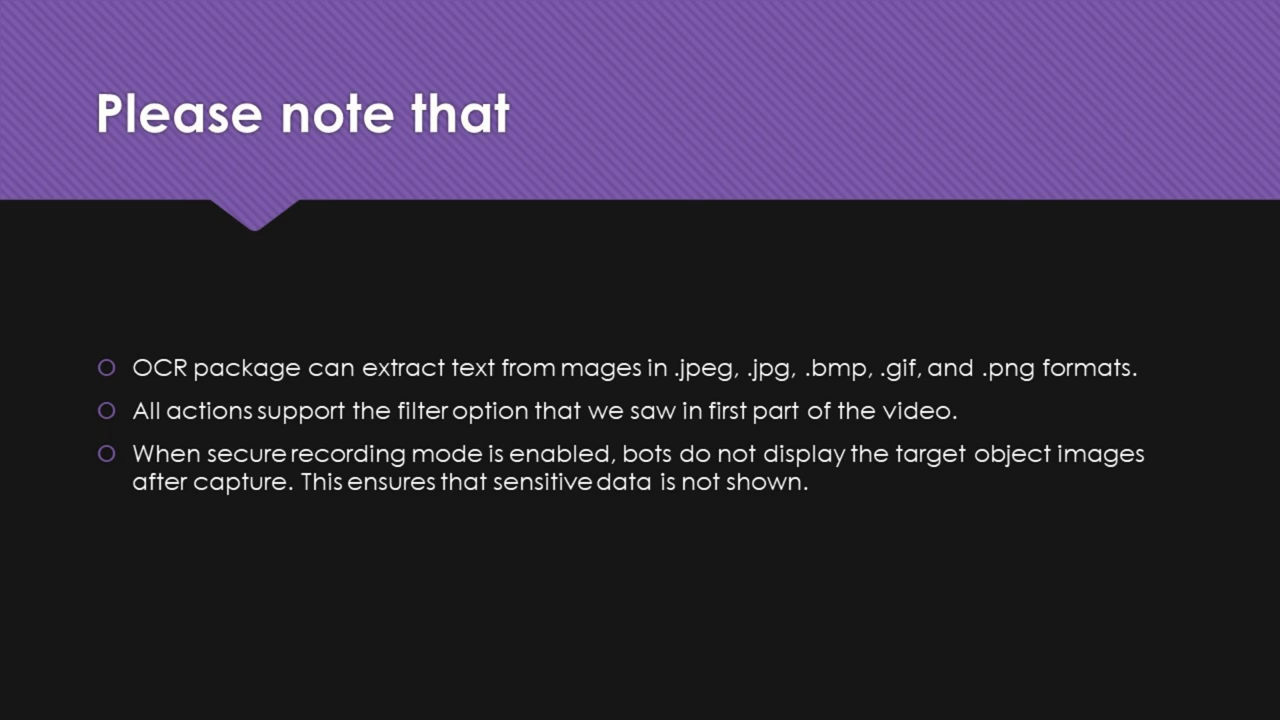 Please note that
OCR package can extract text from mages in .jpeg, .jpg, .bmp, .gif, and .png formats.
All actions support the filter option that we saw in first part of the video.
When secure recording mode is enabled, bots do not display the target object images
after capture. This ensures that sensitive data is not shown.